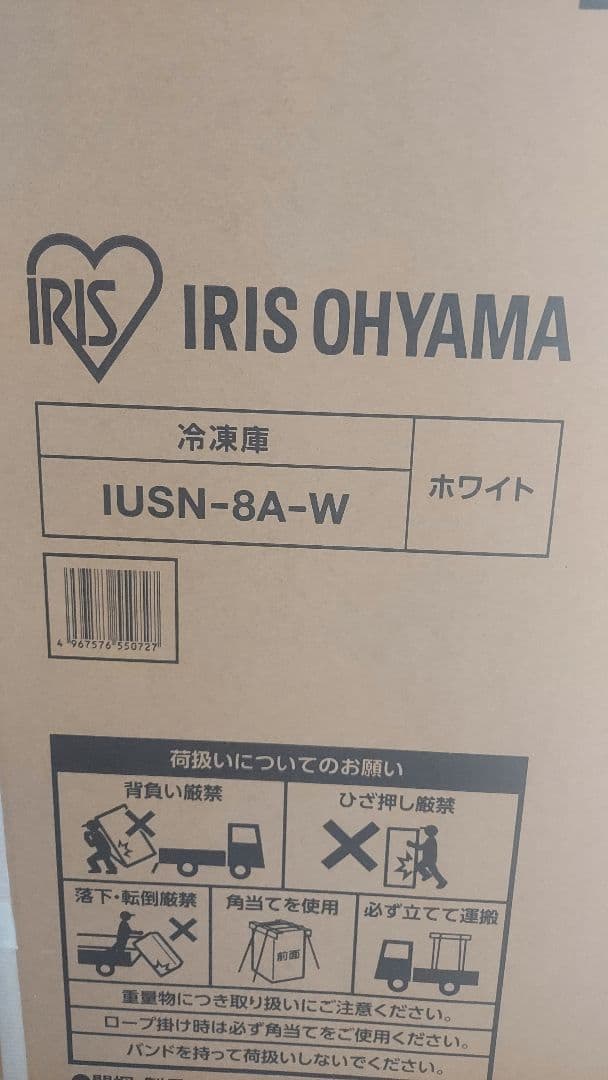 IRIS
IRIS OHYAMA
冷凍庫
IUSN-8A-W
ホワイト
4 967576 550727
荷扱いについてのお願い
背負い厳禁
ひざ押し厳禁
落下・転倒厳禁
角当てを使用
必ず立てて運搬
前面
重量物につき取り扱いにご注意ください。
ロープ掛け時は必ず角当てをご使用ください。
バンドを持って荷扱いしないでください。